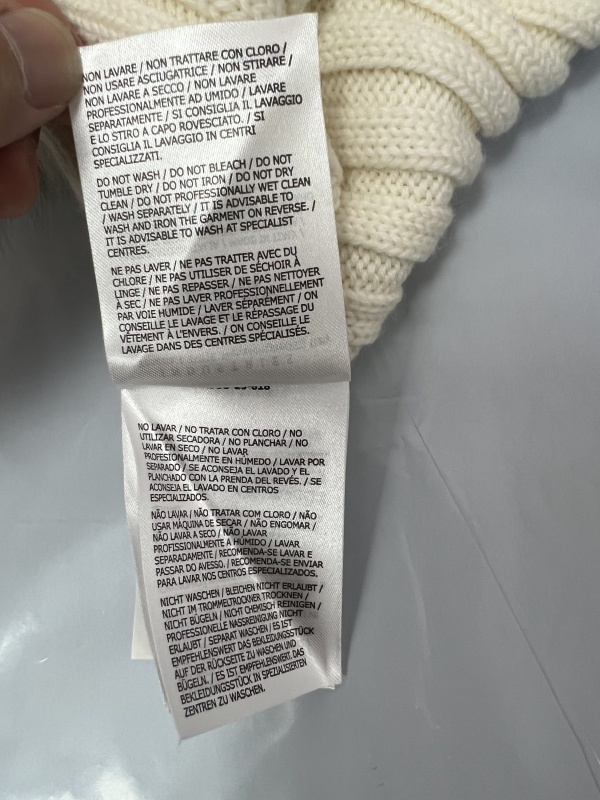 NON LAVARE / NON TRATTARE CON CLORO /
NON USARE ASCIUGATRICE / NON STIRARE /
NON LAVARE A SECCO / NON LAVARE
PROFESSIONALMENTE AD UMIDO / LAVARE
SEPARATAMENTE / SI CONSIGLIA IL LAVAGGIO
E LO STIRO A CAPO ROVESCIATO. / SI
CONSIGLIA IL LAVAGGIO IN CENTRI
SPECIALIZZATI.
DO NOT WASH / DO NOT BLEACH / DO NOT
TUMBLE DRY / DO NOT IRON / DO NOT DRY
CLEAN / DO NOT PROFESSIONALLY WET CLEAN
/ WASH SEPARATELY / IT IS ADVISABLE TO
WASH AND IRON THE GARMENT ON REVERSE. /
IT IS ADVISABLE TO WASH AT SPECIALIST
CENTRES.
NE PAS LAVER / NE PAS TRAITER AVEC DU
CHLORE / NE PAS UTILISER DE SÉCHOIR À
LINGE / NE PAS REPASSER / NE PAS NETTOYER
À SEC / NE PAS LAVER PROFESSIONNELLEMENT
PAR VOIE HUMIDE / LAVER SÉPARÉMENT / ON
CONSEILLE LE LAVAGE ET LE RÉPASSAGE DU
VÊTEMENT À L'ENVERS. / ON CONSEILLE LE
LAVAGE DANS DES CENTRES SPÉCIALISÉS.
NO LAVAR / NO TRATAR CON CLORO / NO
UTILIZAR SECADORA / NO PLANCHAR / NO
LAVAR EN SECO / NO LAVAR
PROFESIONALMENTE EN HÚMEDO / LAVAR POR
SEPARADO / SE ACONSEJA EL LAVADO Y EL
PLANCHADO CON LA PRENDA DEL REVÉS. / SE
ACONSEJA EL LAVADO EN CENTROS
ESPECIALIZADOS.
NÃO LAVAR / NÃO TRATAR COM CLORO / NÃO
USAR MÁQUINA DE SECAR / NÃO ENGOMAR /
NÃO LAVAR A SECO / NÃO LAVAR
PROFISSIONALMENTE A HÚMIDO / LAVAR
SEPARADAMENTE / RECOMENDA-SE LAVAR E
PASSAR DO AVESSO. / RECOMENDA-SE ENVIAR
PARA LAVAR NOS CENTROS ESPECIALIZADOS.
NICHT WASCHEN / BLEICHEN NICHT ERLAUBT /
NICHT IM TROMMELTROCKNER TROCKNEN /
NICHT BÜGELN / NICHT CHEMISCH REINIGEN /
PROFESSIONELLE NASSREINIGUNG NICHT
ERLAUBT / SEPARAT WASCHEN / ES IST
EMPFEHLENSWERT DAS BEKLEIDUNGSSTÜCK
AUF DER RÜCKSEITE ZU WASCHEN UND
BÜGELN. / ES IST EMPFEHLENSWERT, DAS
BEKLEIDUNGSSTÜCK IN SPEZIALISIERTEN
ZENTREN ZU WASCHEN.